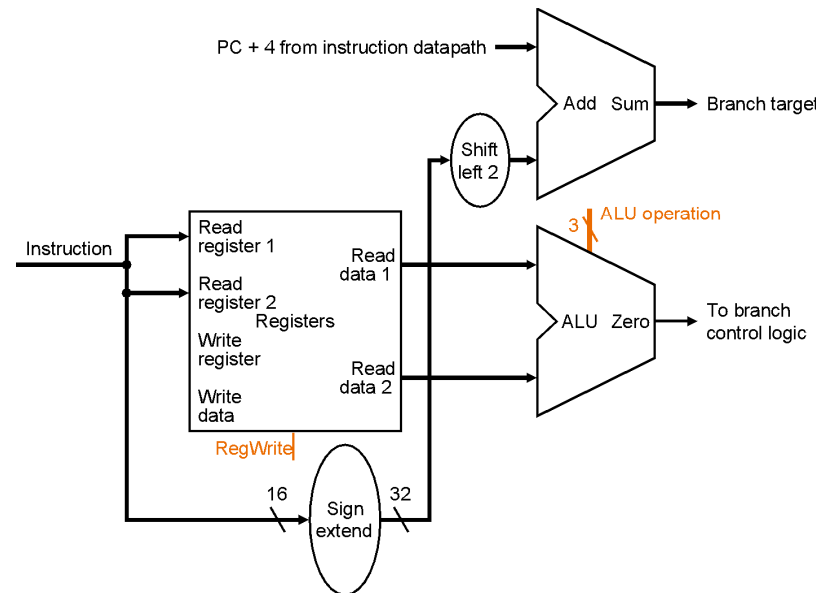 PC + 4 from instruction datapath
Add Sum
Branch target
Shift
left 2
ALU operation
3
Instruction
Read
register 1
Read
data 1
Read
register 2
Registers
ALU Zero
To branch
control logic
Write
register
Read
data 2
Write
data
RegWrite
16
32
Sign
extend